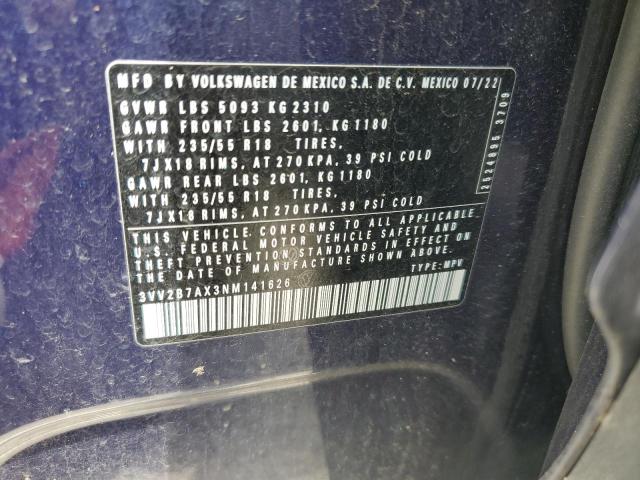 MFD BY VOLKSWAGEN DE MEXICO S.A. DE C.V. MEXICO 07/22
GVWR LBS 5093 KG 2310
GAWR FRONT LBS 2601, KG 1180
WITH 235/55 R18 TIRES,
7JX18 RIMS, AT 270 KPA, 39 PSI COLD
GAWR REAR LBS 2601, KG 1180
WITH 235/55 R18 TIRES,
7JX18 RIMS, AT 270 KPA, 39 PSI COLD
THIS VEHICLE CONFORMS TO ALL APPLICABLE
U.S. FEDERAL MOTOR VEHICLE SAFETY AND
THEFT PREVENTION STANDARDS IN EFFECT ON
THE DATE OF MANUFACTURE SHOWN ABOVE.
3VV2B7AX3NM141626 TYPE: MPV
2524895 3709